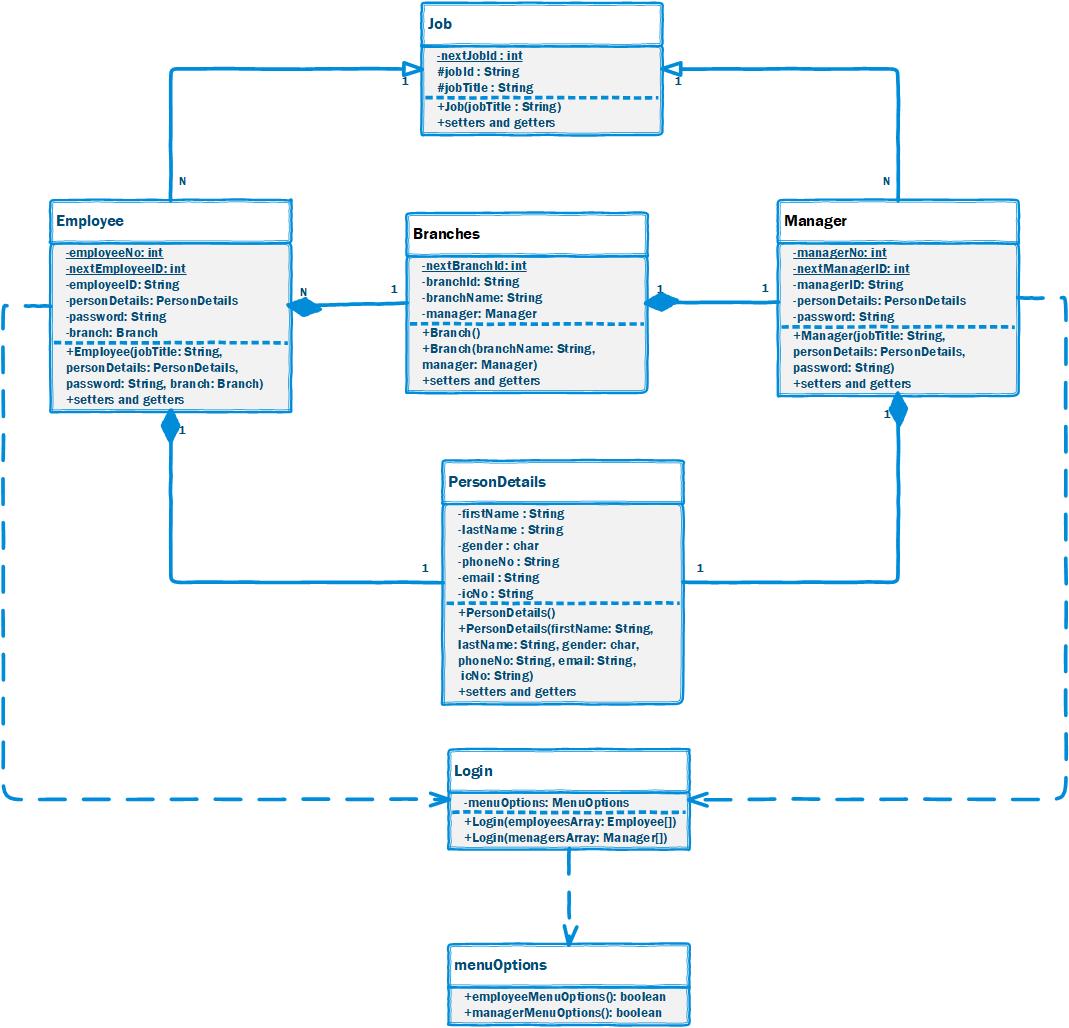 Job
-nextJobId : int
#jobId : String
#jobTitle : String
+Job(jobTitle : String)
+setters and getters
1
1
N
N
Employee
-employeeNo: int
-nextEmployeeID: int
-employeeID: String
-personDetails: PersonDetails
-password: String
-branch: Branch
+Employee(jobTitle: String,
personDetails: PersonDetails,
password: String, branch: Branch)
+setters and getters
N
1
Branches
-nextBranchId: int
-branchId: String
-branchName: String
-manager: Manager
+Branch()
+Branch(branchName: String,
manager: Manager)
+setters and getters
1
1
Manager
-managerNo: int
-nextManagerID: int
-managerID: String
-personDetails: PersonDetails
-password: String
+Manager(jobTitle: String,
personDetails: PersonDetails,
password: String)
+setters and getters
1
1
1
1
PersonDetails
-firstName : String
-lastName : String
-gender : char
-phoneNo : String
-email : String
-icNo : String
+PersonDetails()
+PersonDetails(firstName: String,
lastName: String, gender: char,
phoneNo: String, email: String,
icNo: String)
+setters and getters
Login
-menuOptions: MenuOptions
+Login(employeesArray: Employee[])
+Login(menagersArray: Manager[])
menuOptions
+employeeMenuOptions(): boolean
+managerMenuOptions(): boolean